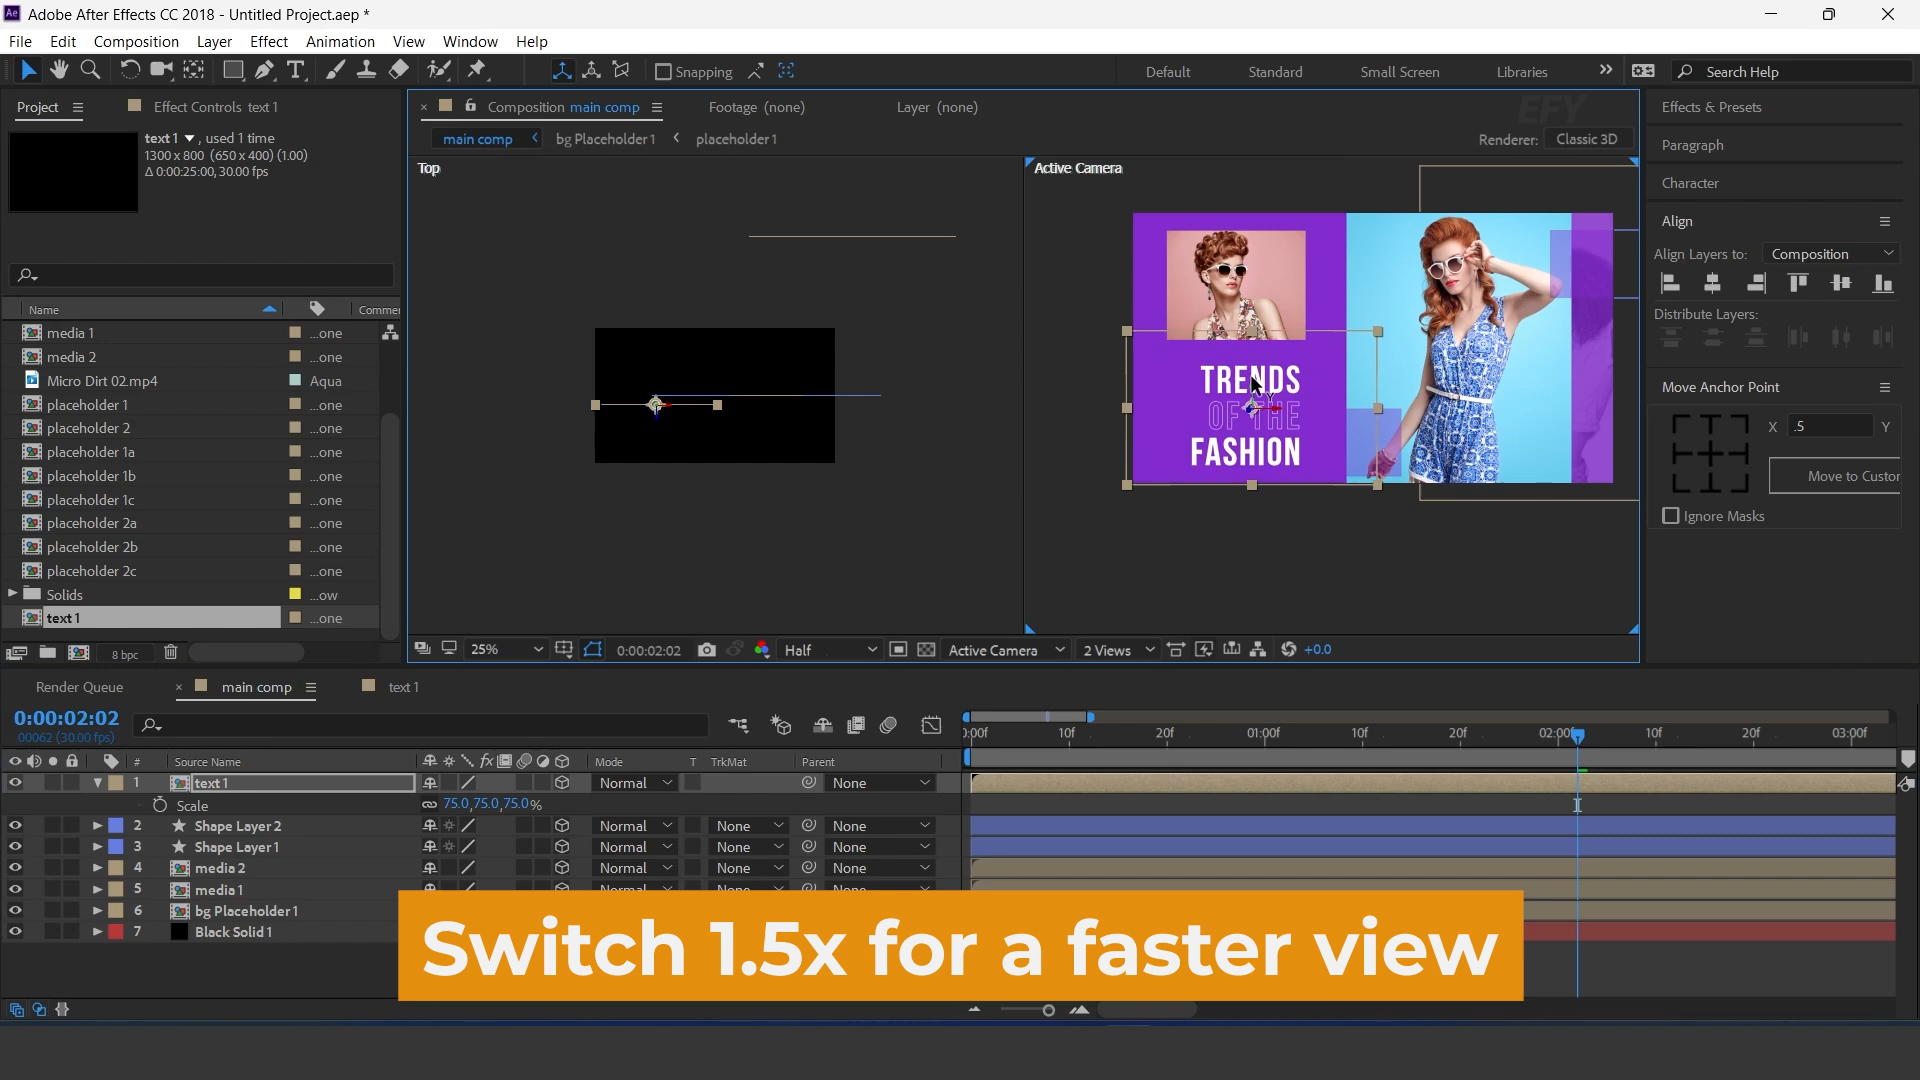 Ae Adobe After Effects CC 2018 - Untitled Project.aep *
File Edit Composition Layer Effect Animation View Window Help
Snapping Default Standard Small Screen Libraries Search Help
Project Effect Controls text 1
Composition main comp Footage (none) Layer (none) EFY
main comp bg Placeholder 1 placeholder 1 Renderer: Classic 3D
text 1 , used 1 time
1300 x 800 (650 x 400) (1.00)
Δ 0:00:25:00, 30.00 fps
Top
Active Camera
TRENDS
OF THE
FASHION
Effects & Presets
Paragraph
Character
Align
Align Layers to: Composition
Distribute Layers:
Move Anchor Point
X .5 Y
Move to Custor
Ignore Masks
Name Commer
media 1 ...one
media 2 ...one
Micro Dirt 02.mp4 Aqua
placeholder 1 ...one
placeholder 2 ...one
placeholder 1a ...one
placeholder 1b ...one
placeholder 1c ...one
placeholder 2a ...one
placeholder 2b ...one
placeholder 2c ...one
Solids ...ow
text 1 ...one
8 bpc
25% 0:00:02:02 Half Active Camera 2 Views +0.0
Render Queue main comp text 1
0:00:02:02
00062 (30.00 fps)
):00f 10f 20f 01:00f 10f 20f 02:00f 10f 20f 03:00f
# Source Name fx Mode T TrkMat Parent
1 text 1 Normal None
Scale 75.0,75.0,75.0%
2 Shape Layer 2 Normal None None
3 Shape Layer 1 Normal None None
4 media 2 Normal None None
5 media 1 Normal None None
6 bg Placeholder 1
7 Black Solid 1
Switch 1.5x for a faster view